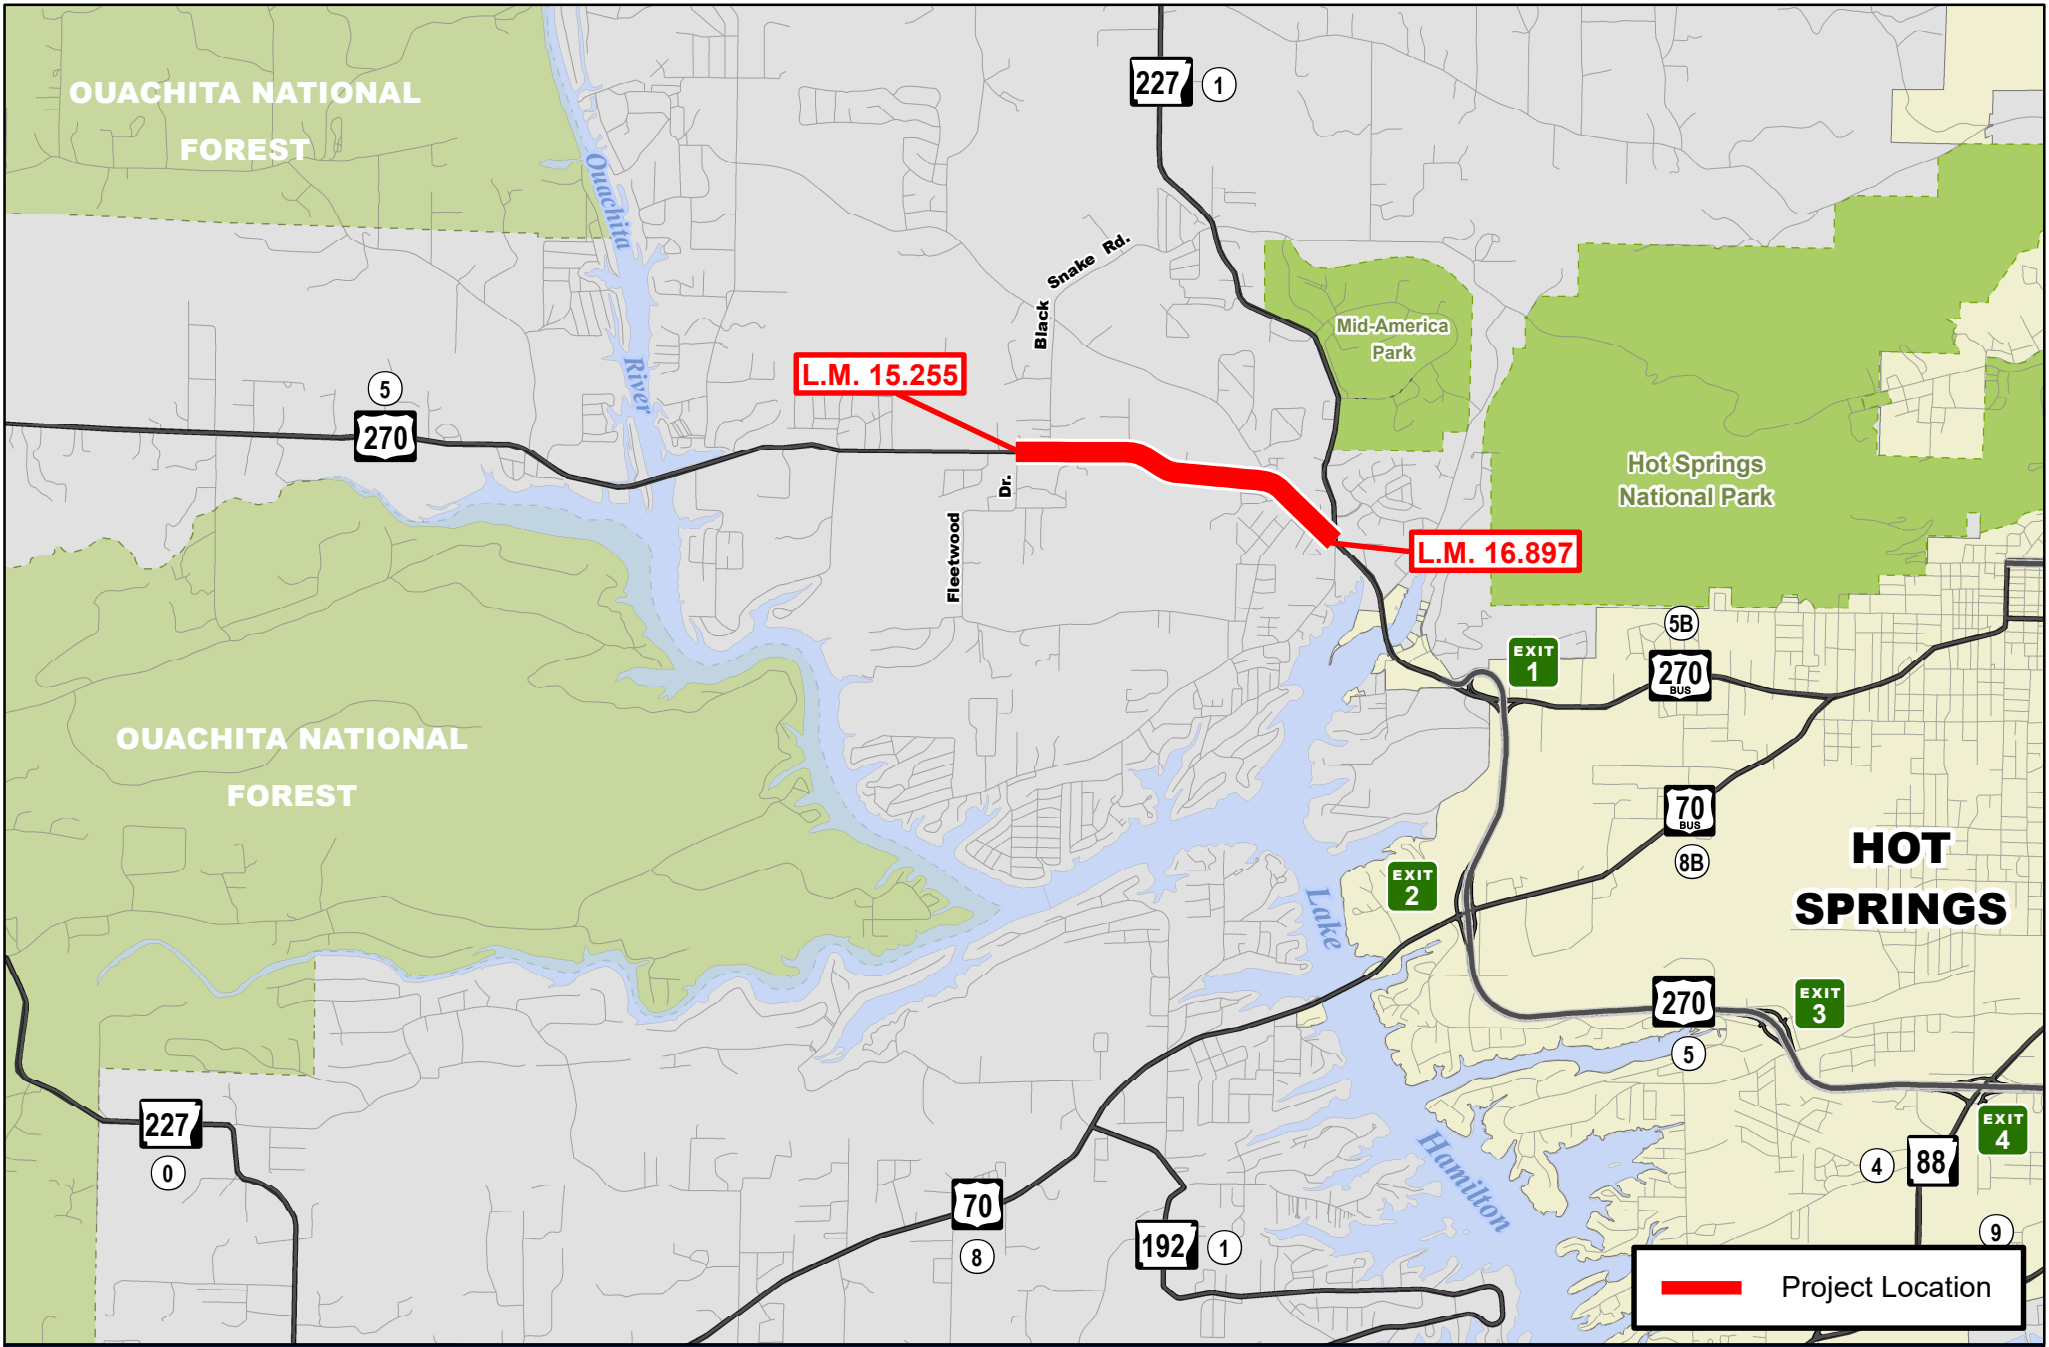 OUACHITA NATIONAL
FOREST
227
1
Ouachita
River
Black Snake Rd.
Mid-America
Park
5
270
L.M. 15.255
Hot Springs
National Park
Fleetwood Dr.
L.M. 16.897
5B
270
BUS
EXIT
1
OUACHITA NATIONAL
FOREST
70
BUS
8B
HOT
SPRINGS
EXIT
2
Lake
Hamilton
270
5
EXIT
3
EXIT
4
227
0
4
88
70
8
192
1
9
Project Location